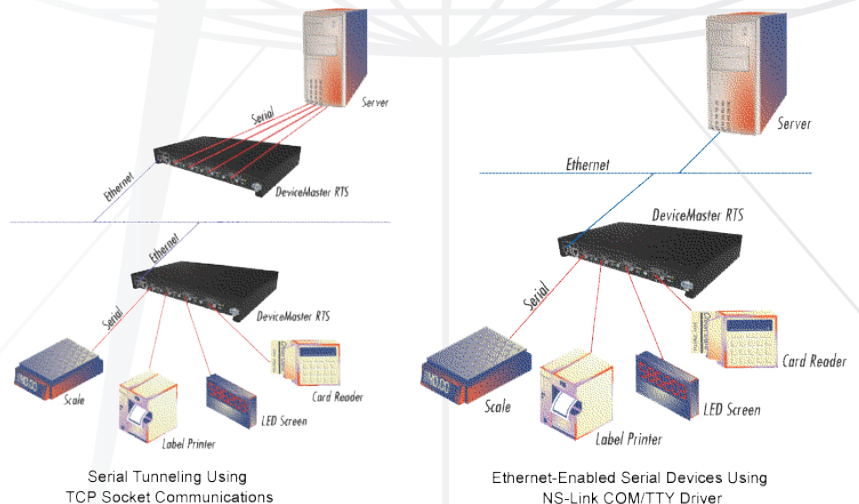 Server
Serial
DeviceMaster RTS
Ethernet
Ethernet
DeviceMaster RTS
Serial
$40.00
Scale
Label Printer
LED Screen
Card Reader
Serial Tunneling Using
TCP Socket Communications
Server
Ethernet
DeviceMaster RTS
Serial
Scale
Label Printer
LED Screen
Card Reader
Ethernet-Enabled Serial Devices Using
NS-Link COM/TTY Driver